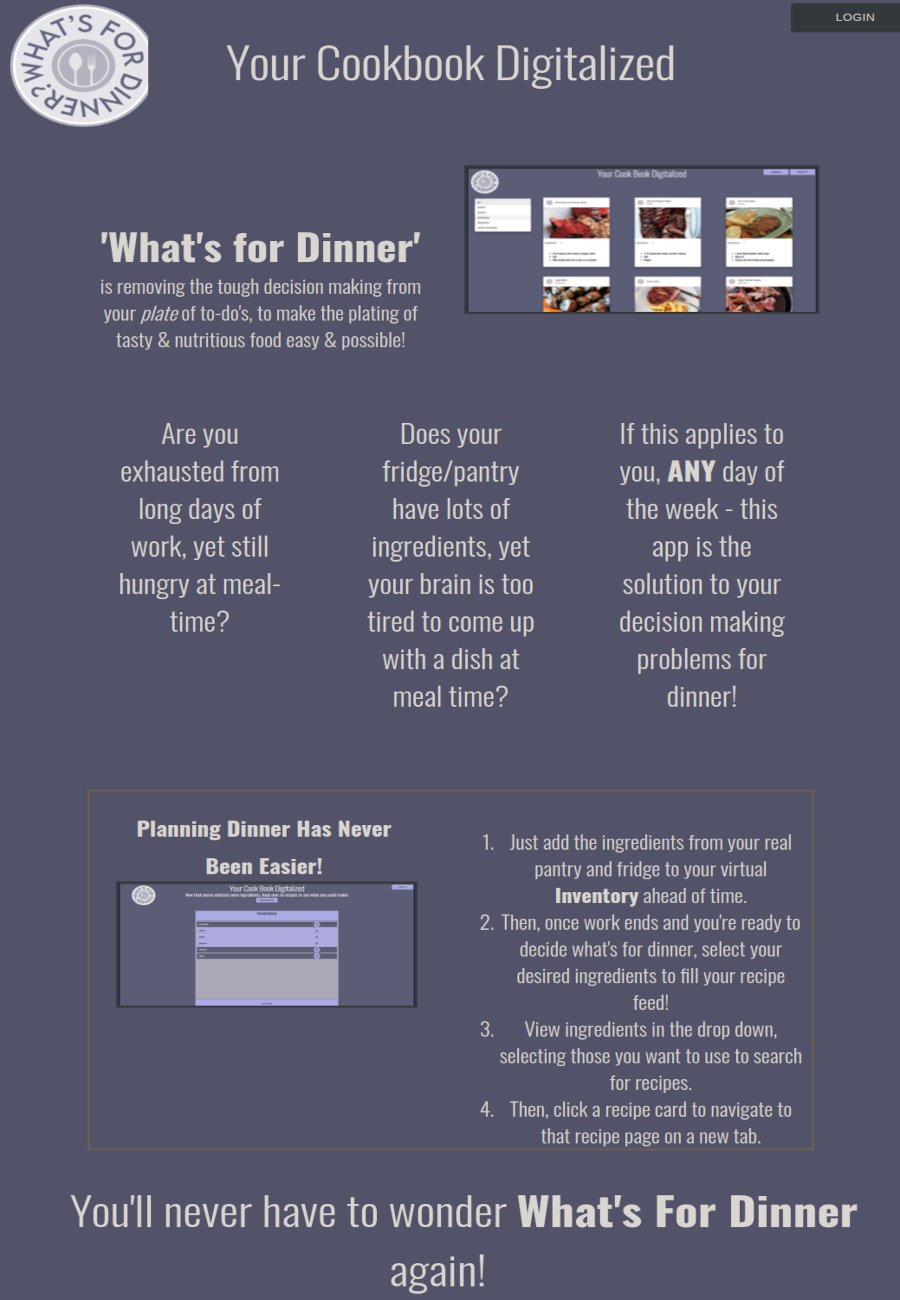 WHAT'S FOR DINNER?
LOGIN
Your Cookbook Digitalized
Your Cook Book Digitalized
'What's for Dinner'
is removing the tough decision making from
your plate of to-do's, to make the plating of
tasty & nutritious food easy & possible!
Are you
exhausted from
long days of
work, yet still
hungry at meal-
time?
Does your
fridge/pantry
have lots of
ingredients, yet
your brain is too
tired to come up
with a dish at
meal time?
If this applies to
you, ANY day of
the week - this
app is the
solution to your
decision making
problems for
dinner!
Planning Dinner Has Never
Been Easier!
Your Cook Book Digitalized
Inventory
1. Just add the ingredients from your real
pantry and fridge to your virtual
Inventory ahead of time.
2. Then, once work ends and you're ready to
decide what's for dinner, select your
desired ingredients to fill your recipe
feed!
3. View ingredients in the drop down,
selecting those you want to use to search
for recipes.
4. Then, click a recipe card to navigate to
that recipe page on a new tab.
You'll never have to wonder What's For Dinner
again!